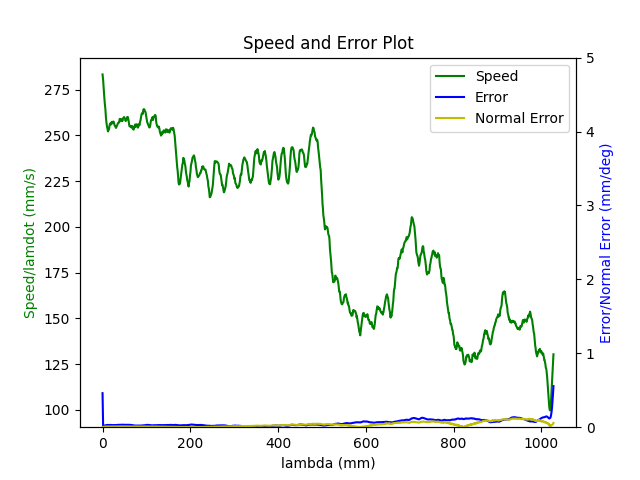 Speed and Error Plot
Speed
Error
Normal Error
275
250
225
200
175
150
125
100
5
4
3
2
1
0
Speed/lamdot (mm/s)
Error/Normal Error (mm/deg)
0 200 400 600 800 1000
lambda (mm)